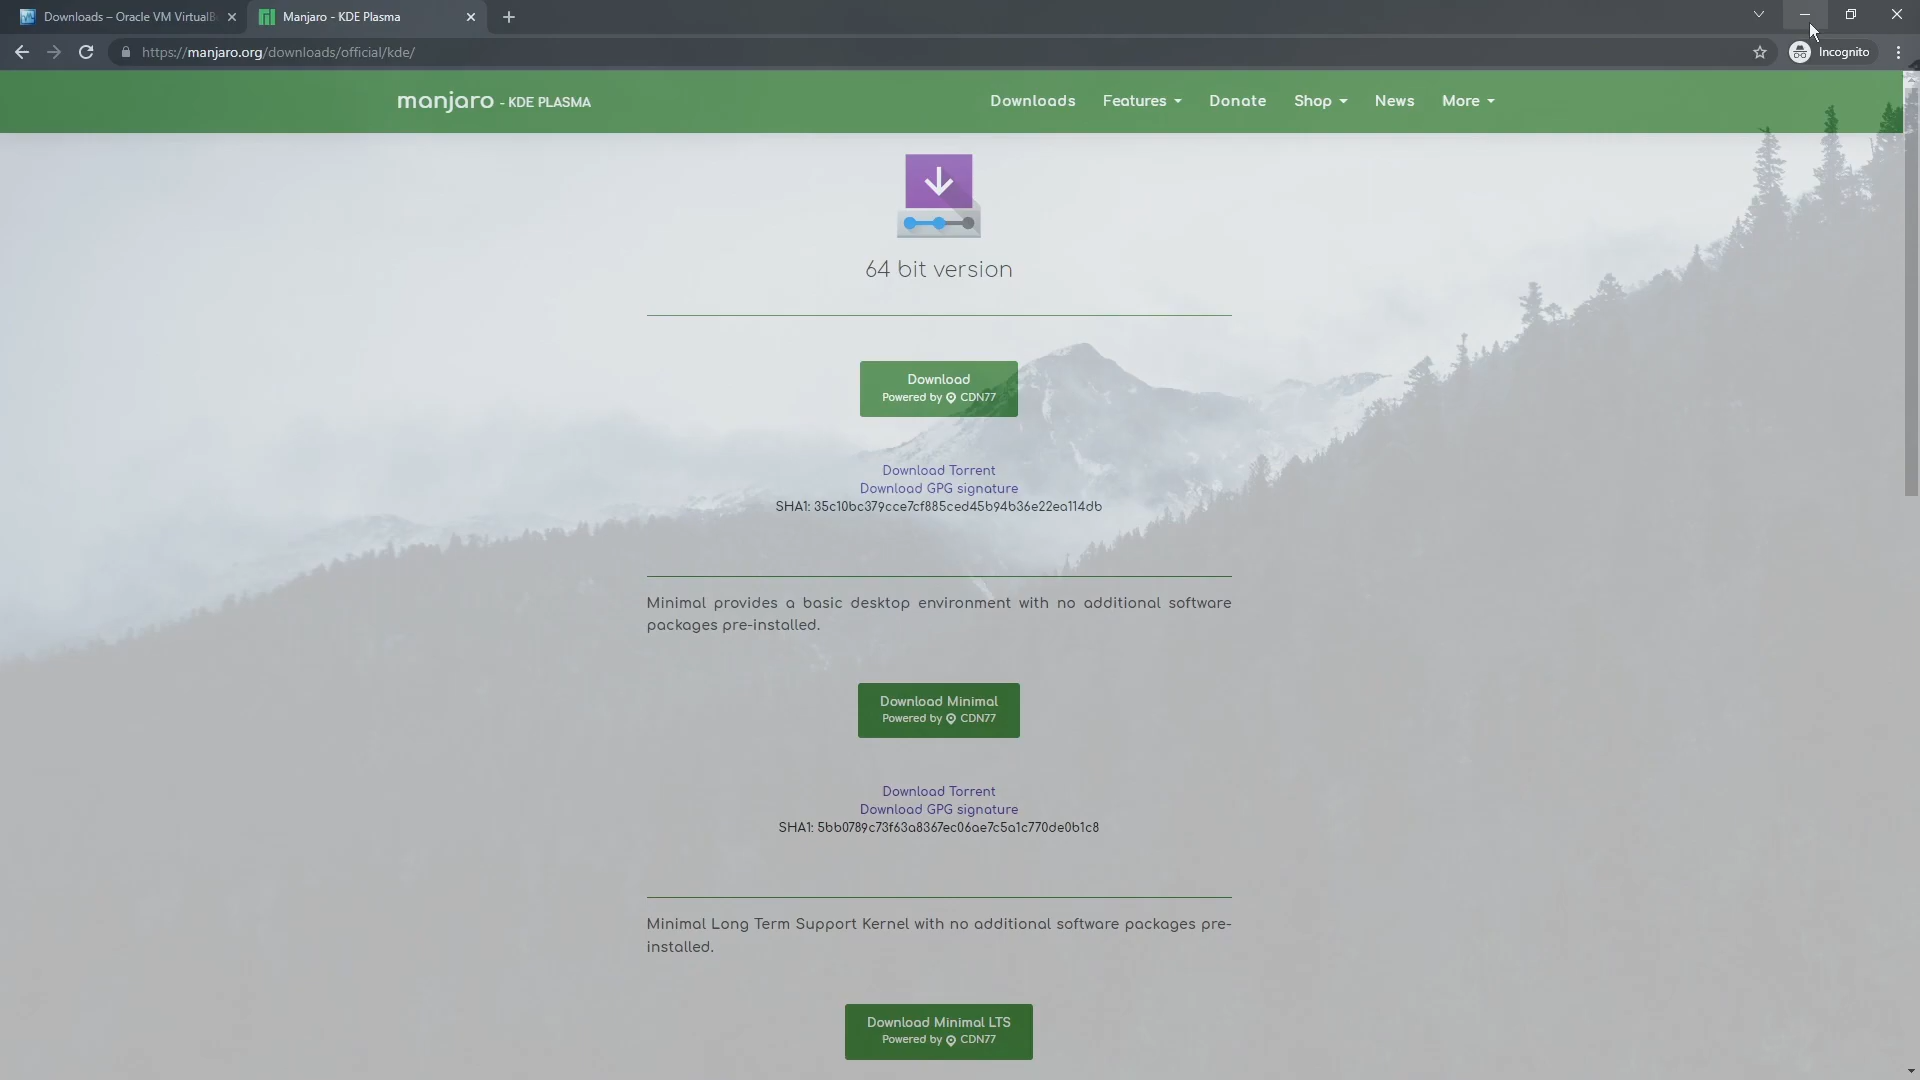 Downloads – Oracle VM VirtualB
Manjaro - KDE Plasma
https://manjaro.org/downloads/official/kde/
Incognito
manjaro - KDE PLASMA
Downloads
Features
Donate
Shop
News
More
64 bit version
Download
Powered by CDN77
Download Torrent
Download GPG signature
SHA1: 35c10bc379cce7cf885ced45b94b36e22ea114db
Minimal provides a basic desktop environment with no additional software
packages pre-installed.
Download Minimal
Powered by CDN77
Download Torrent
Download GPG signature
SHA1: 5bb0789c73f63a8367ec06ae7c5a1c770de0b1c8
Minimal Long Term Support Kernel with no additional software packages pre-
installed.
Download Minimal LTS
Powered by CDN77